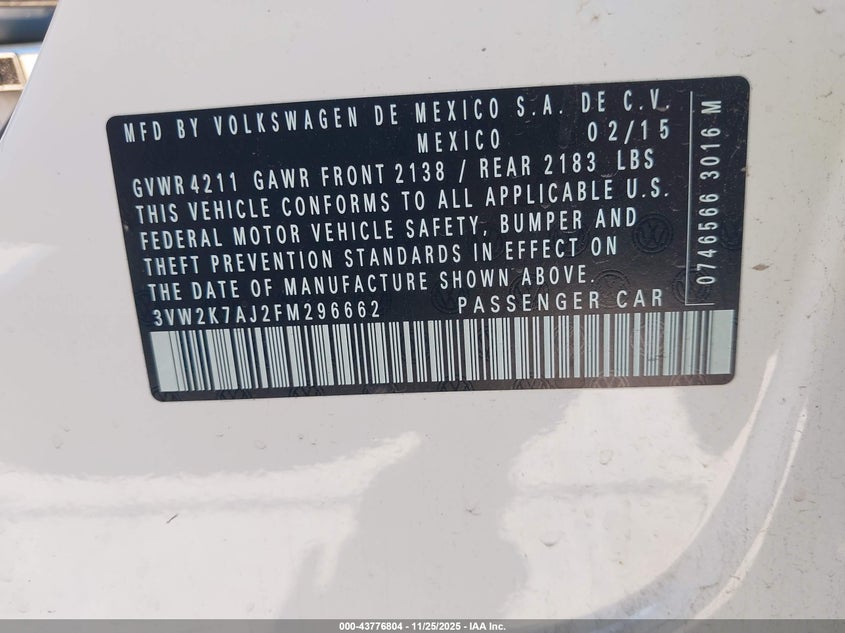 MFD BY VOLKSWAGEN DE MEXICO S.A. DE C.V.
MEXICO 02/15
GVWR 4211 GAWR FRONT 2138 / REAR 2183 LBS
THIS VEHICLE CONFORMS TO ALL APPLICABLE U.S.
FEDERAL MOTOR VEHICLE SAFETY, BUMPER AND
THEFT PREVENTION STANDARDS IN EFFECT ON
THE DATE OF MANUFACTURE SHOWN ABOVE.
3VW2K7AJ2FM296662 PASSENGER CAR
0746566 3016 M
000-43776804 - 11/25/2025 - IAA Inc.